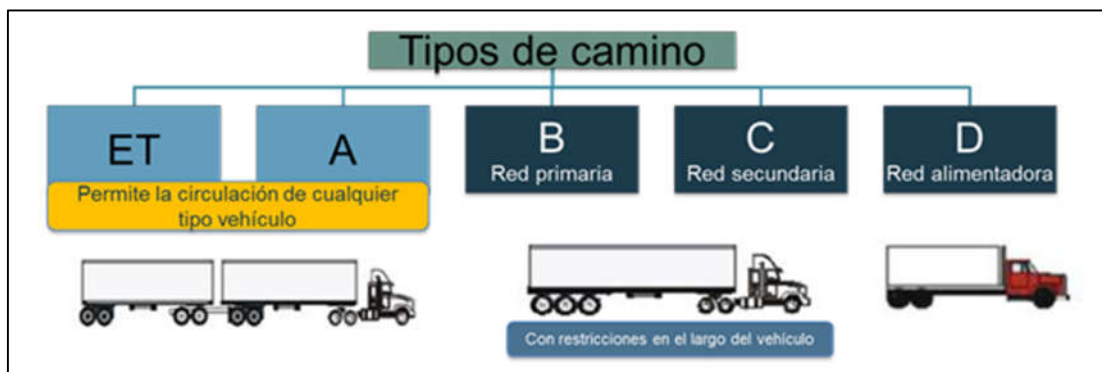 Tipos de camino
ET
A
B
Red primaria
C
Red secundaria
D
Red alimentadora
Permite la circulación de cualquier
tipo vehículo
Con restricciones en el largo del vehículo